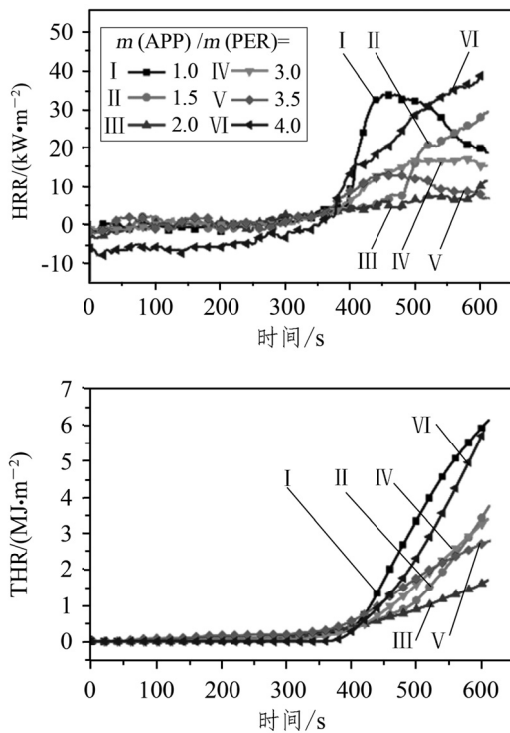 HRR/(kW•m−2)
50
40
30
20
10
0
-10
m (APP) /m (PER)=
I 1.0 IV 3.0
II 1.5 V 3.5
III 2.0 VI 4.0
I II VI
III IV V
0 100 200 300 400 500 600
时间/s
THR/(MJ•m−2)
7
6
5
4
3
2
1
0
VI
I II IV
III V
0 100 200 300 400 500 600
时间/s